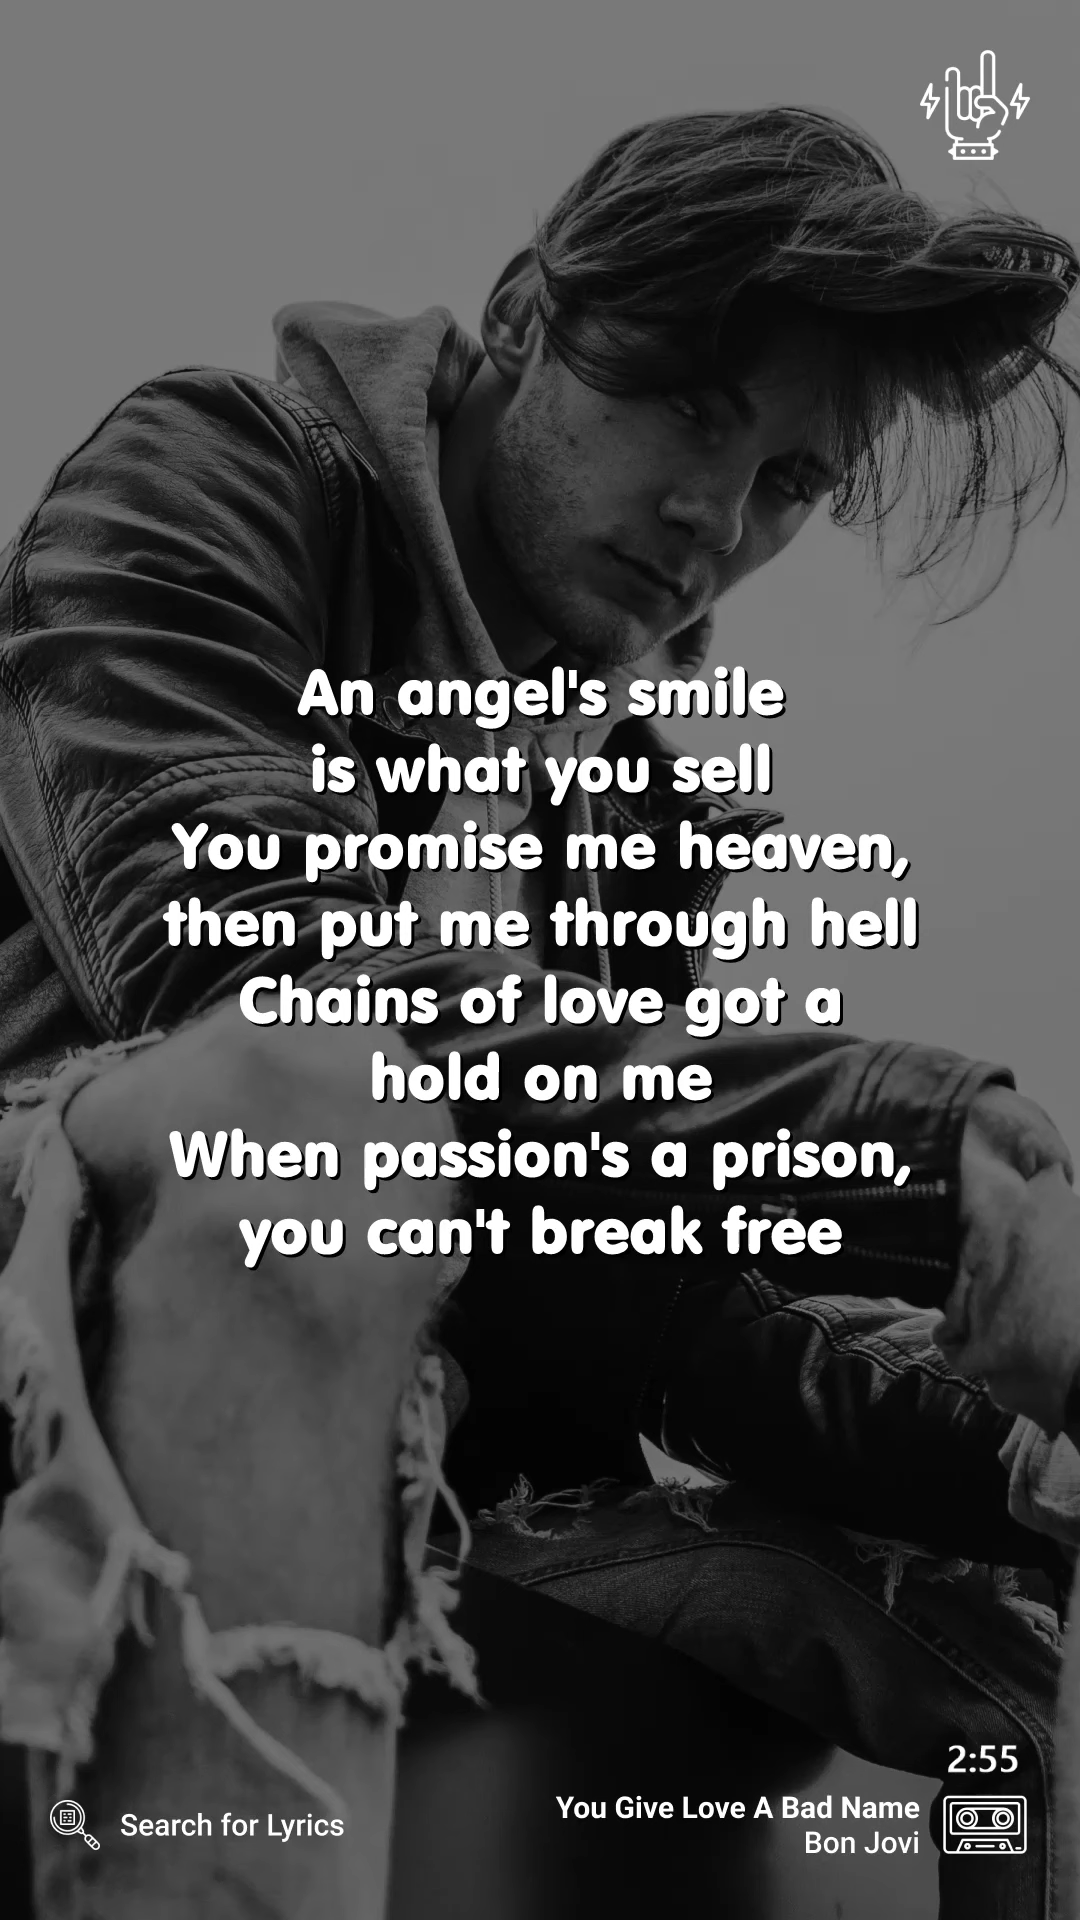 An angel's smile
is what you sell
You promise me heaven,
then put me through hell
Chains of love got a
hold on me
When passion's a prison,
you can't break free
2:55
You Give Love A Bad Name
Bon Jovi
Search for Lyrics